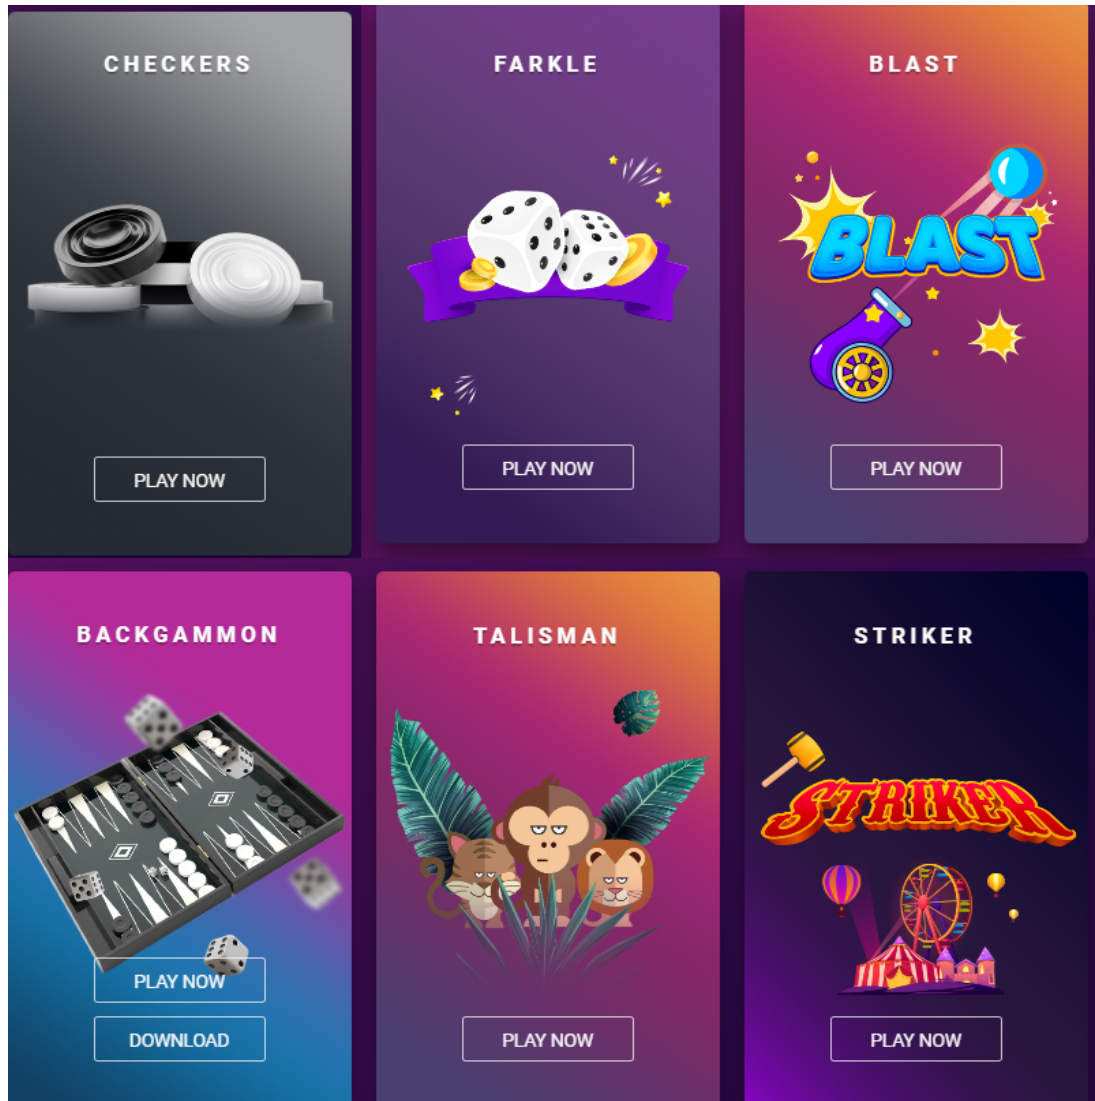 CHECKERS
PLAY NOW
FARKLE
PLAY NOW
BLAST
BLAST
PLAY NOW
BACKGAMMON
PLAY NOW
DOWNLOAD
TALISMAN
PLAY NOW
STRIKER
STRIKER
PLAY NOW